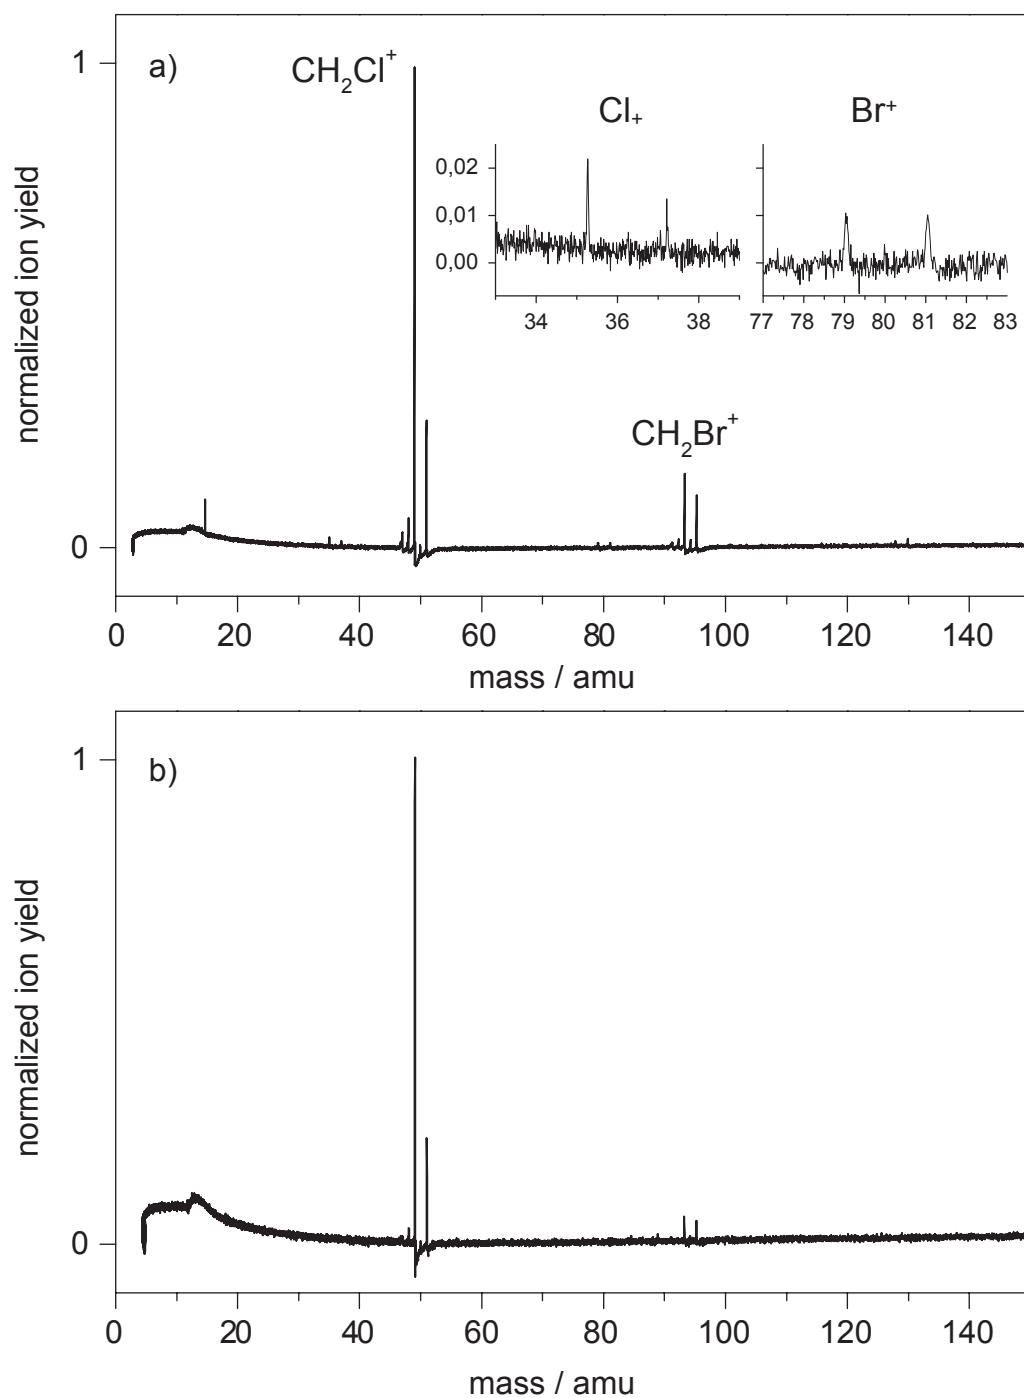 a)
CH₂Cl⁺
Cl₊
Br⁺
1
0,02
0,01
0,00
34 36 38
77 78 79 80 81 82 83
normalized ion yield
CH₂Br⁺
0
0 20 40 60 80 100 120 140
mass / amu
1
b)
normalized ion yield
0
0 20 40 60 80 100 120 140
mass / amu